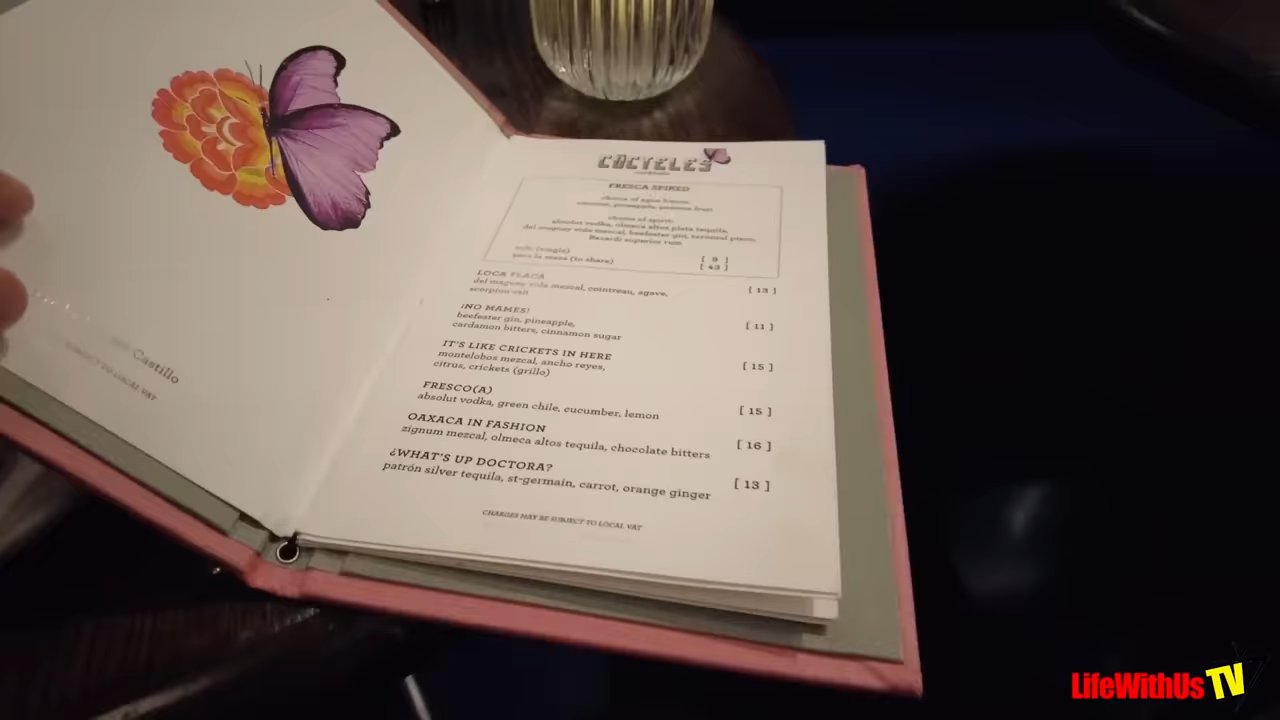 Castillo
TO LOCAL VAT
COCTELES
FRESCA SPIKED
choice of agua fresca:
choice of spirit:
absolut vodka, olmeca altos plata tequila,
del maguey vida mezcal, beefeater gin,
Bacardi superior rum
solo (single) [ 9 ]
para la mesa (to share) [ 43 ]
LOCA FLACA
del maguey vida mezcal, cointreau, agave, [ 13 ]
scorpion salt
¡NO MAMES!
beefeater gin, pineapple, [ 11 ]
cardamon bitters, cinnamon sugar
IT'S LIKE CRICKETS IN HERE
montelobos mezcal, ancho reyes, [ 15 ]
citrus, crickets (grillo)
FRESCO(A)
absolut vodka, green chile, cucumber, lemon [ 15 ]
OAXACA IN FASHION
zignum mezcal, olmeca altos tequila, chocolate bitters [ 16 ]
¿WHAT'S UP DOCTORA?
patrón silver tequila, st-germain, carrot, orange ginger [ 13 ]
CHARGES MAY BE SUBJECT TO LOCAL VAT
LifeWithUs TV